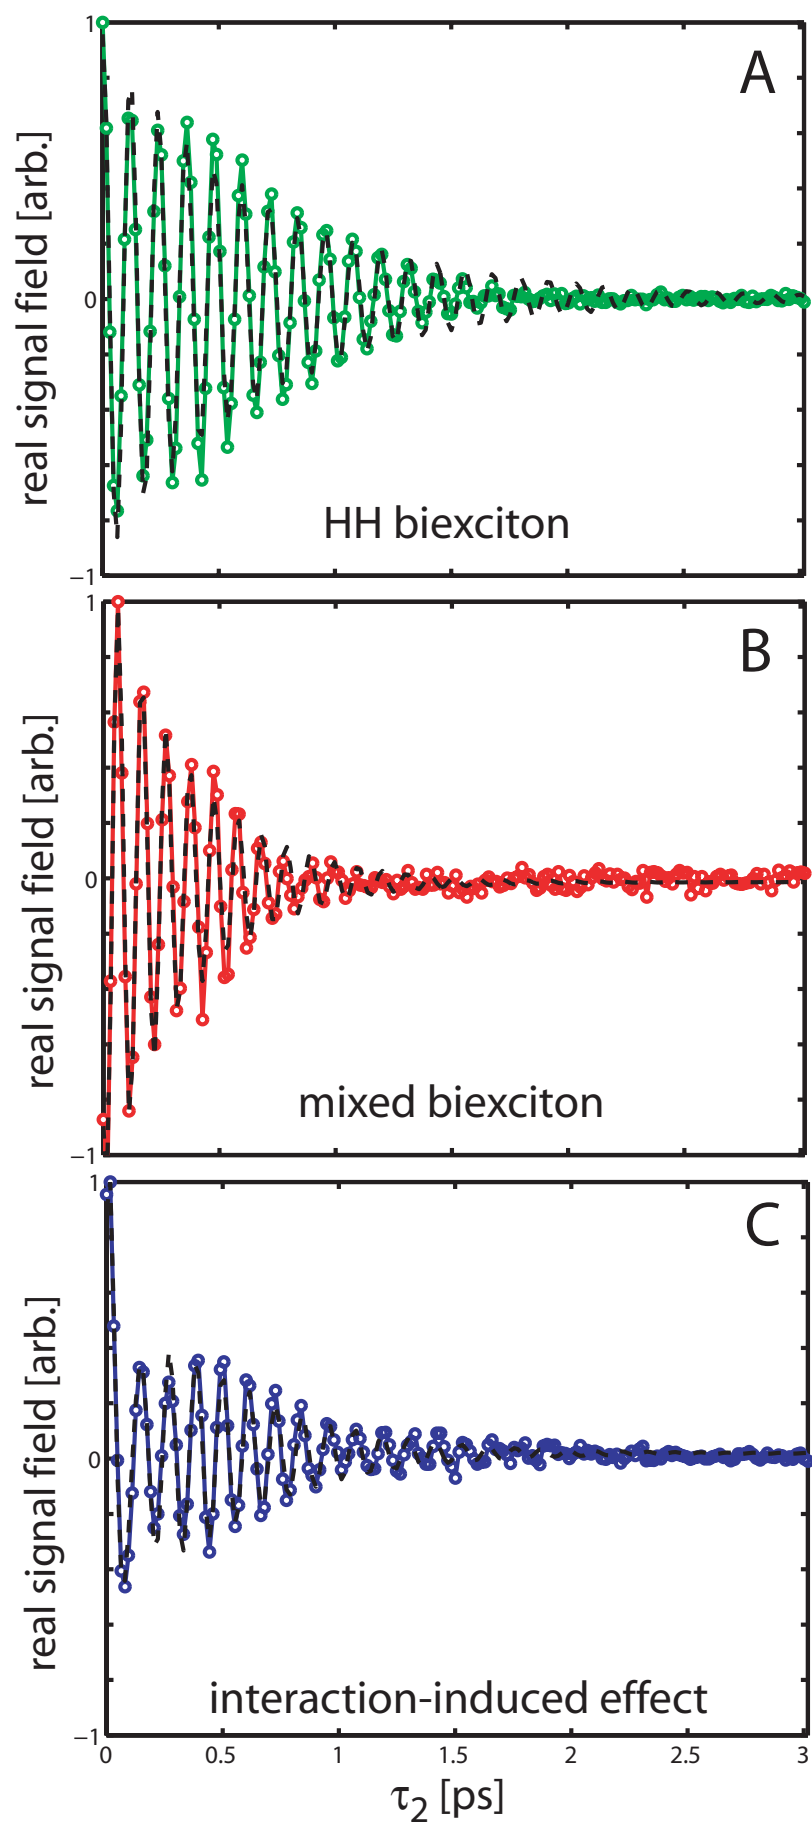 A
real signal field [arb.]
1
0
−1
HH biexciton
B
real signal field [arb.]
1
0
−1
mixed biexciton
C
real signal field [arb.]
1
0
−1
interaction-induced effect
0 0.5 1 1.5 2 2.5 3
τ2 [ps]